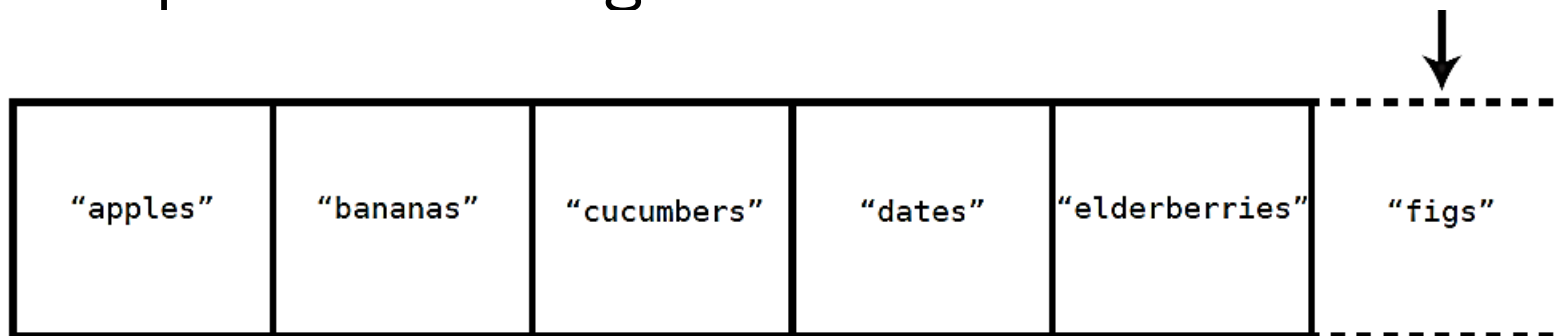 “apples” “bananas” “cucumbers” “dates” “elderberries” “figs”